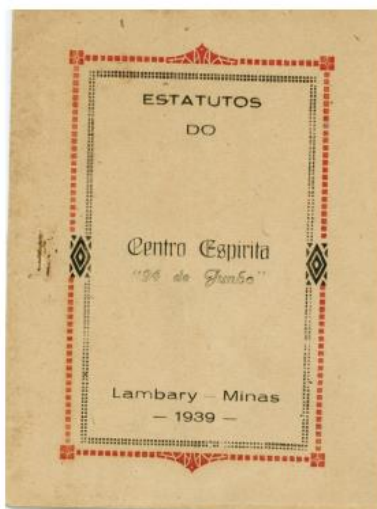 ESTATUTOS
DO
Centro Espirita
"24 de Junho"
Lambary - Minas
- 1939 -